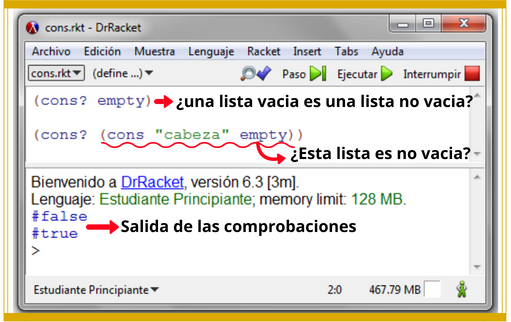 cons.rkt - DrRacket
Archivo Edición Muestra Lenguaje Racket Insert Tabs Ayuda
cons.rkt▼ (define ...)▼ Paso Ejecutar Interrumpir
(cons? empty) ¿una lista vacia es una lista no vacia?
(cons? (cons "cabeza" empty))
¿Esta lista es no vacia?
Bienvenido a DrRacket, versión 6.3 [3m].
Lenguaje: Estudiante Principiante; memory limit: 128 MB.
#false
#true
Salida de las comprobaciones
>
Estudiante Principiante▼ 2:0 467.79 MB